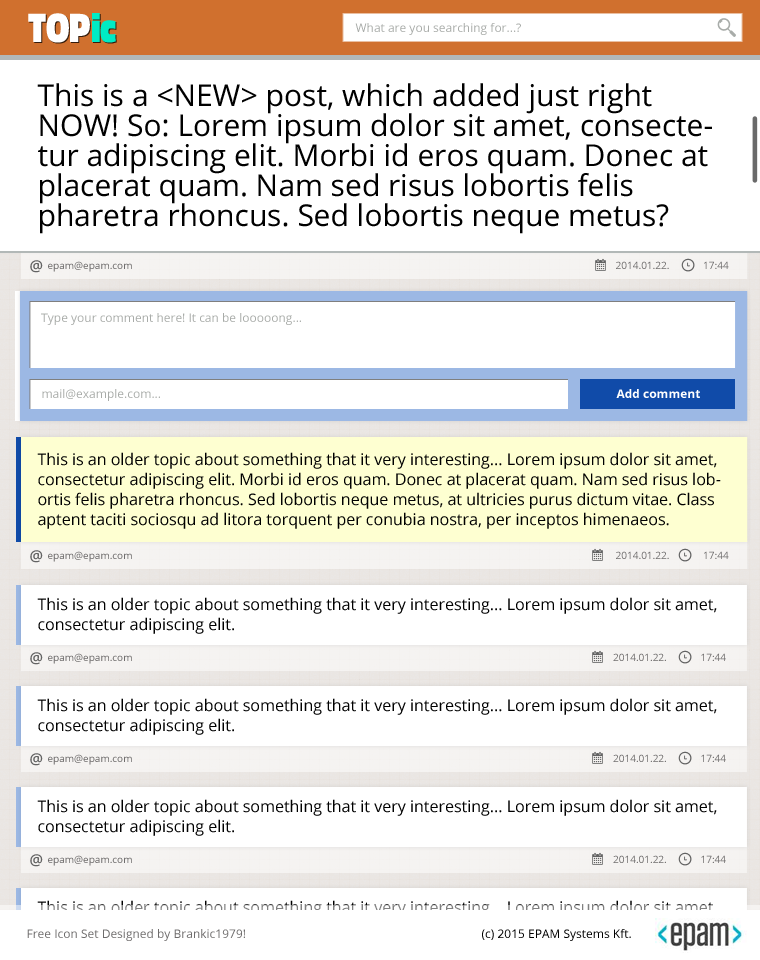 TOPic
What are you searching for...?
This is a <NEW> post, which added just right
NOW! So: Lorem ipsum dolor sit amet, consecte-
tur adipiscing elit. Morbi id eros quam. Donec at
placerat quam. Nam sed risus lobortis felis
pharetra rhoncus. Sed lobortis neque metus?
@ epam@epam.com 2014.01.22. 17:44
Type your comment here! It can be looooong...
mail@example.com... Add comment
This is an older topic about something that it very interesting... Lorem ipsum dolor sit amet,
consectetur adipiscing elit. Morbi id eros quam. Donec at placerat quam. Nam sed risus lob-
ortis felis pharetra rhoncus. Sed lobortis neque metus, at ultricies purus dictum vitae. Class
aptent taciti sociosqu ad litora torquent per conubia nostra, per inceptos himenaeos.
@ epam@epam.com 2014.01.22. 17:44
This is an older topic about something that it very interesting... Lorem ipsum dolor sit amet,
consectetur adipiscing elit.
@ epam@epam.com 2014.01.22. 17:44
This is an older topic about something that it very interesting... Lorem ipsum dolor sit amet,
consectetur adipiscing elit.
@ epam@epam.com 2014.01.22. 17:44
This is an older topic about something that it very interesting... Lorem ipsum dolor sit amet,
consectetur adipiscing elit.
@ epam@epam.com 2014.01.22. 17:44
This is an older topic about something that it very interesting... Lorem ipsum dolor sit amet,
Free Icon Set Designed by Brankic1979! (c) 2015 EPAM Systems Kft. <epam>